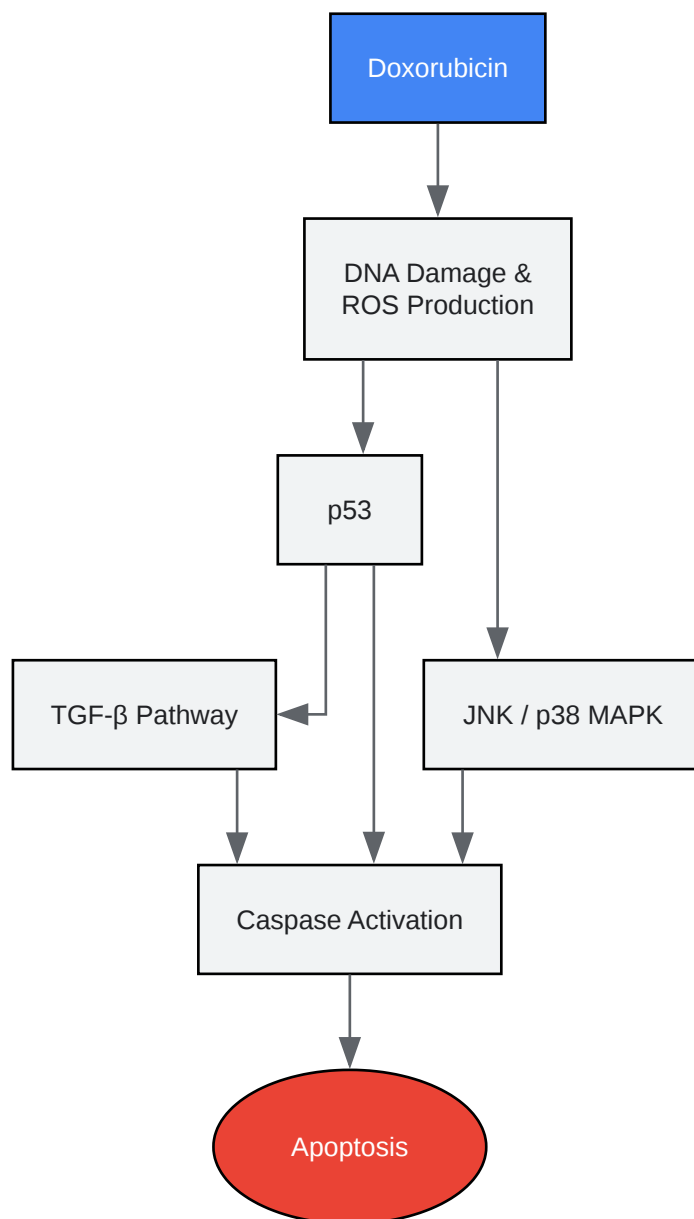 Doxorubicin
DNA Damage &
ROS Production
p53
TGF-β Pathway
JNK / p38 MAPK
Caspase Activation
Apoptosis